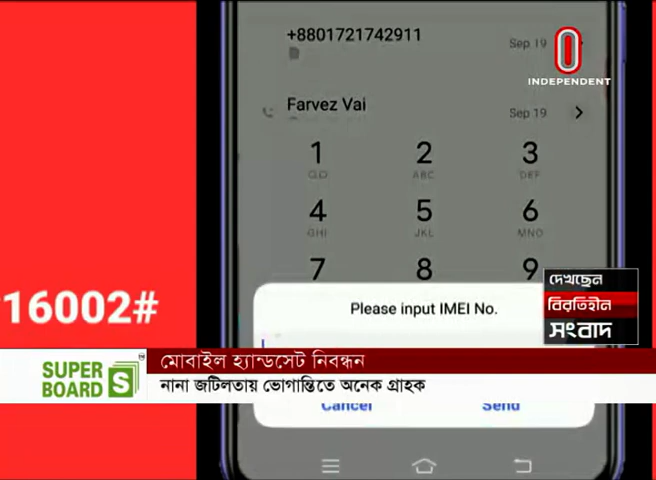 +8801721742911
Sep 19
INDEPENDENT
Farvez Vai
Sep 19
1 2 3
ABC DEF
4 5 6
GHI JKL MNO
7 8 9
16002#
Please input IMEI No.
দেখছেন
বিরতিহীন
সংবাদ
SUPER
BOARD S
মোবাইল হ্যান্ডসেট নিবন্ধন
নানা জটিলতায় ভোগান্তিতে অনেক গ্রাহক
Cancel Send